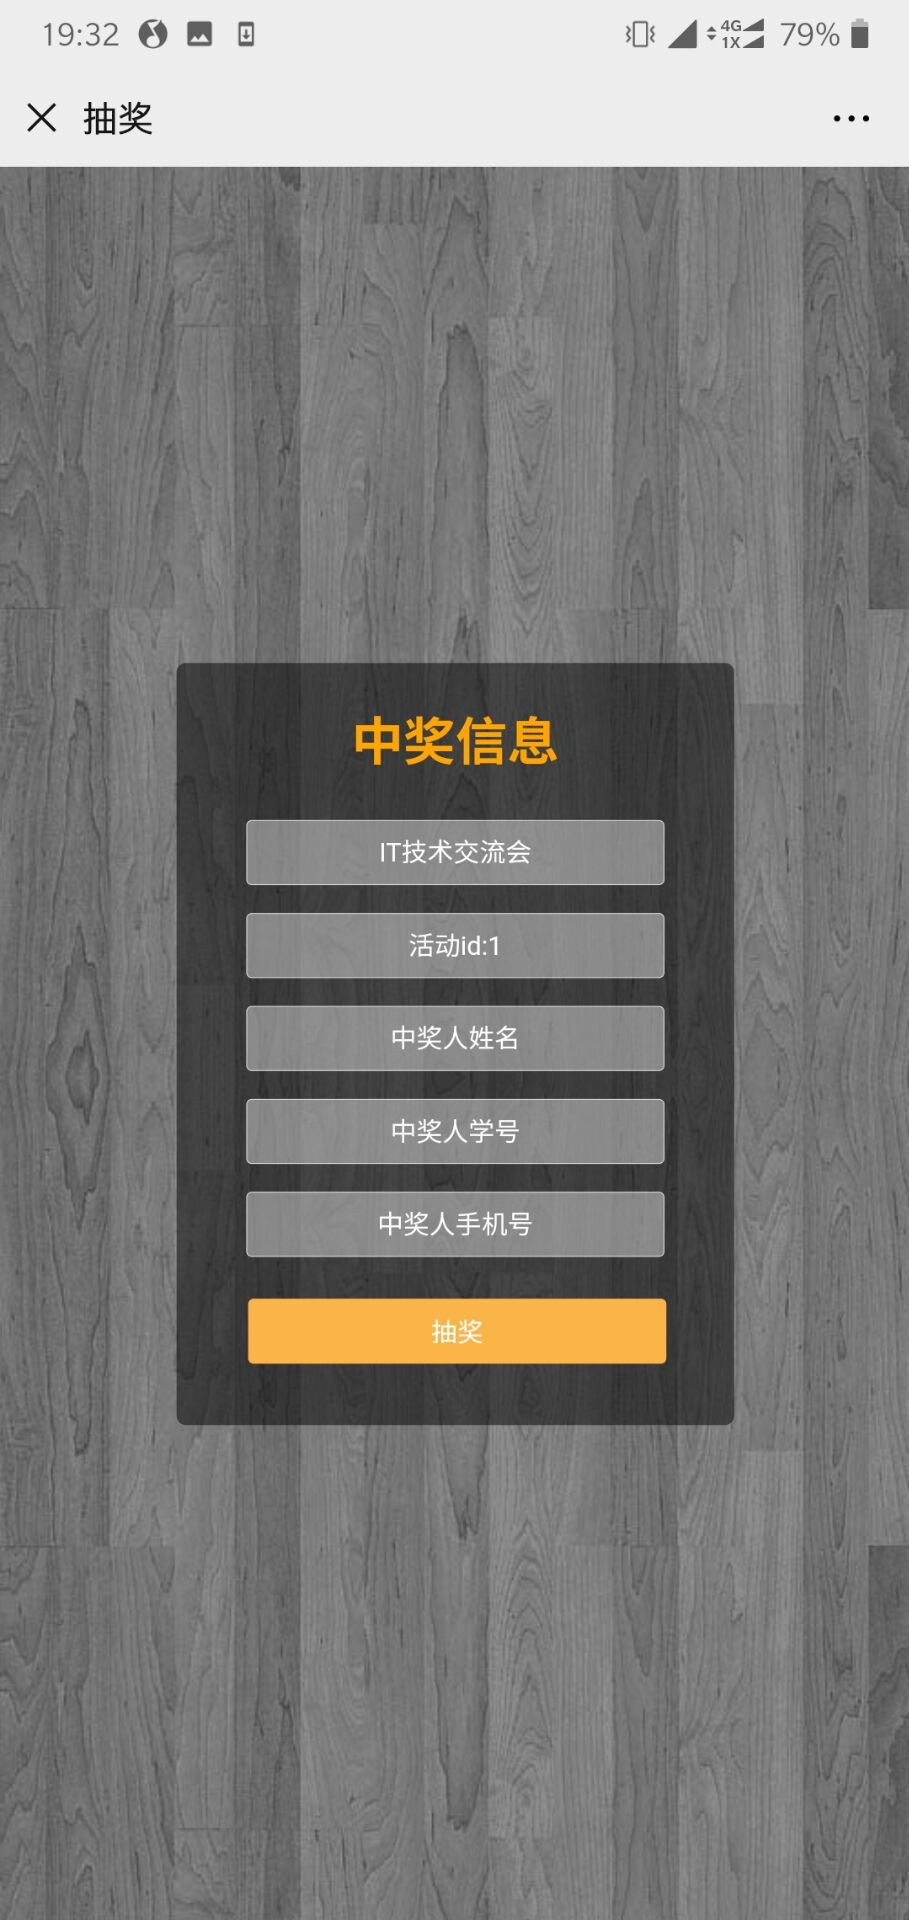 19:32
4G
1X
79%
抽奖
中奖信息
IT技术交流会
活动id:1
中奖人姓名
中奖人学号
中奖人手机号
抽奖